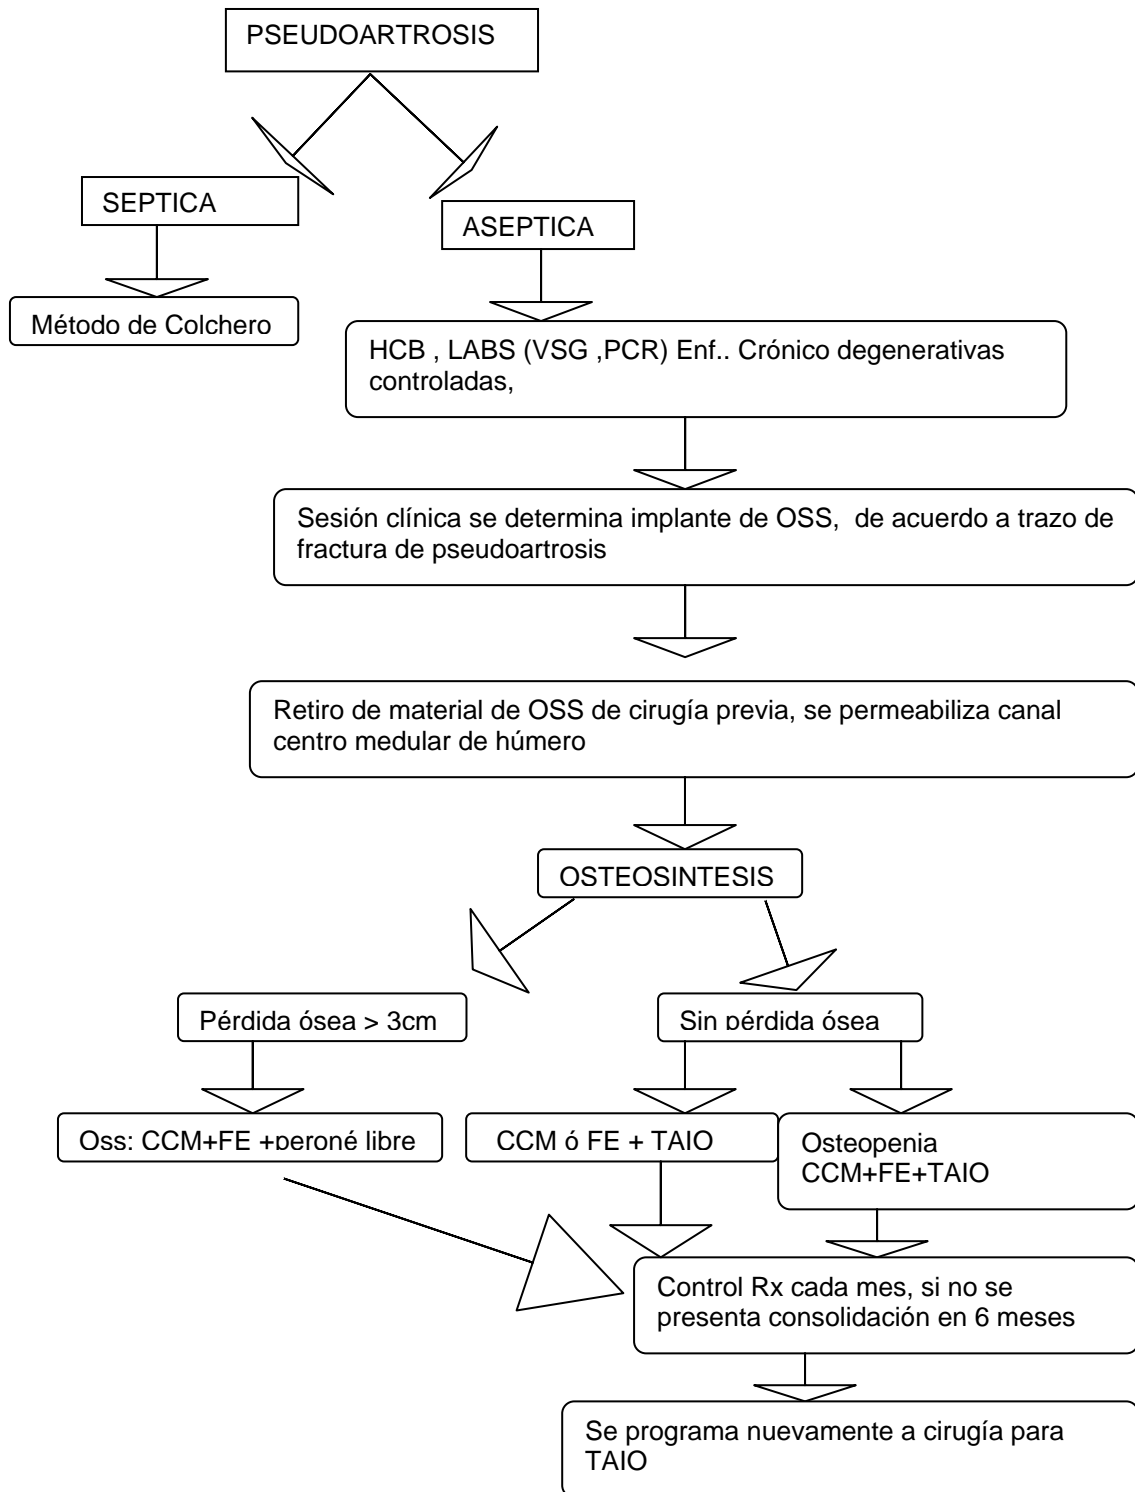 PSEUDOARTROSIS
SEPTICA
ASEPTICA
Método de Colchero
HCB , LABS (VSG ,PCR) Enf.. Crónico degenerativas
controladas,
Sesión clínica se determina implante de OSS, de acuerdo a trazo de
fractura de pseudoartrosis
Retiro de material de OSS de cirugía previa, se permeabiliza canal
centro medular de húmero
OSTEOSINTESIS
Pérdida ósea > 3cm
Sin pérdida ósea
Oss: CCM+FE +peroné libre
CCM ó FE + TAIO
Osteopenia
CCM+FE+TAIO
Control Rx cada mes, si no se
presenta consolidación en 6 meses
Se programa nuevamente a cirugía para
TAIO